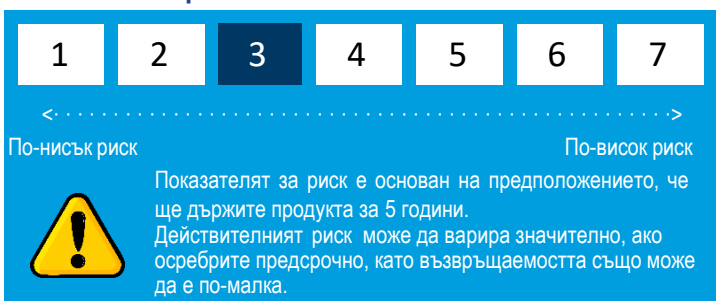 1 2 3 4 5 6 7
<· · · · · · · · · · · · · · · · · · · · · · · · · · · · · · · · · · · · · · · · · · · · · · · · · · · · · · · · · · · ·>
По-нисък риск По-висок риск
Показателят за риск е основан на предположението, че
ще държите продукта за 5 години.
Действителният риск може да варира значително, ако
осребрите предсрочно, като възвръщаемостта също може
да е по-малка.